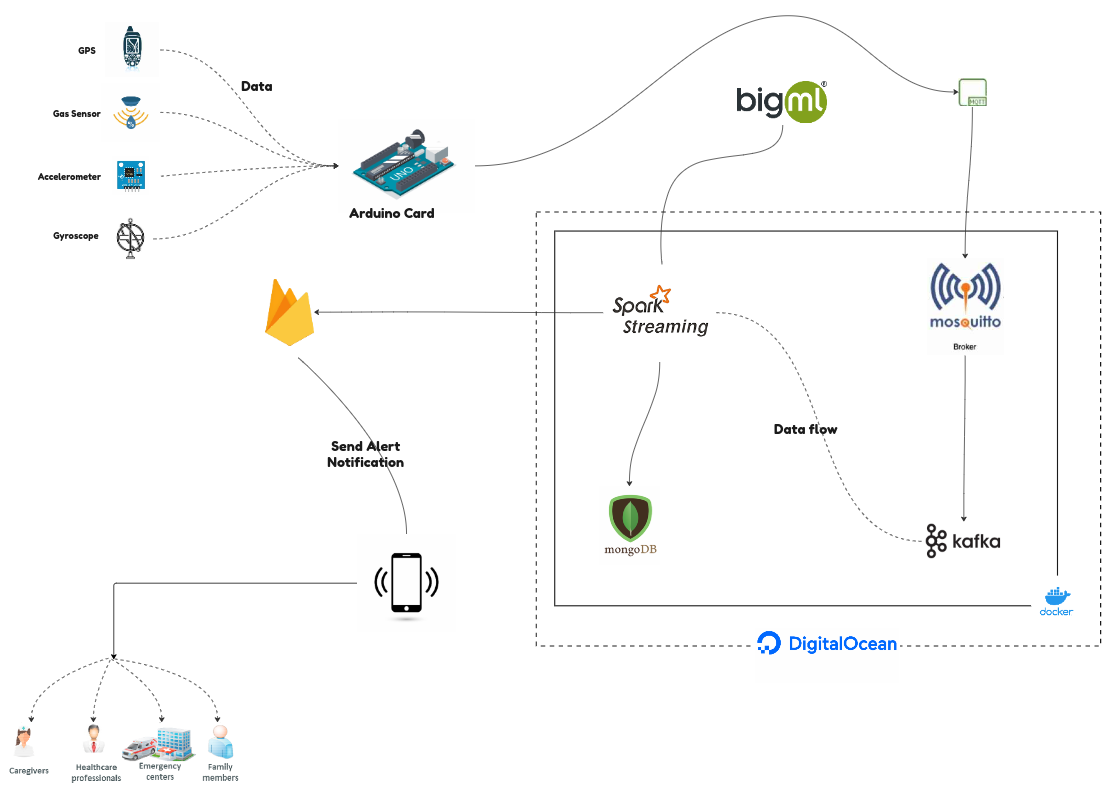 GPS
Data
Gas Sensor
Accelerometer
Gyroscope
UNO
Arduino Card
bigml®
MQTT
Spark
Streaming
mosquitto
Broker
Data flow
Send Alert
Notification
mongoDB
kafka
docker
DigitalOcean
Caregivers
Healthcare
professionals
Emergency
centers
Family
members